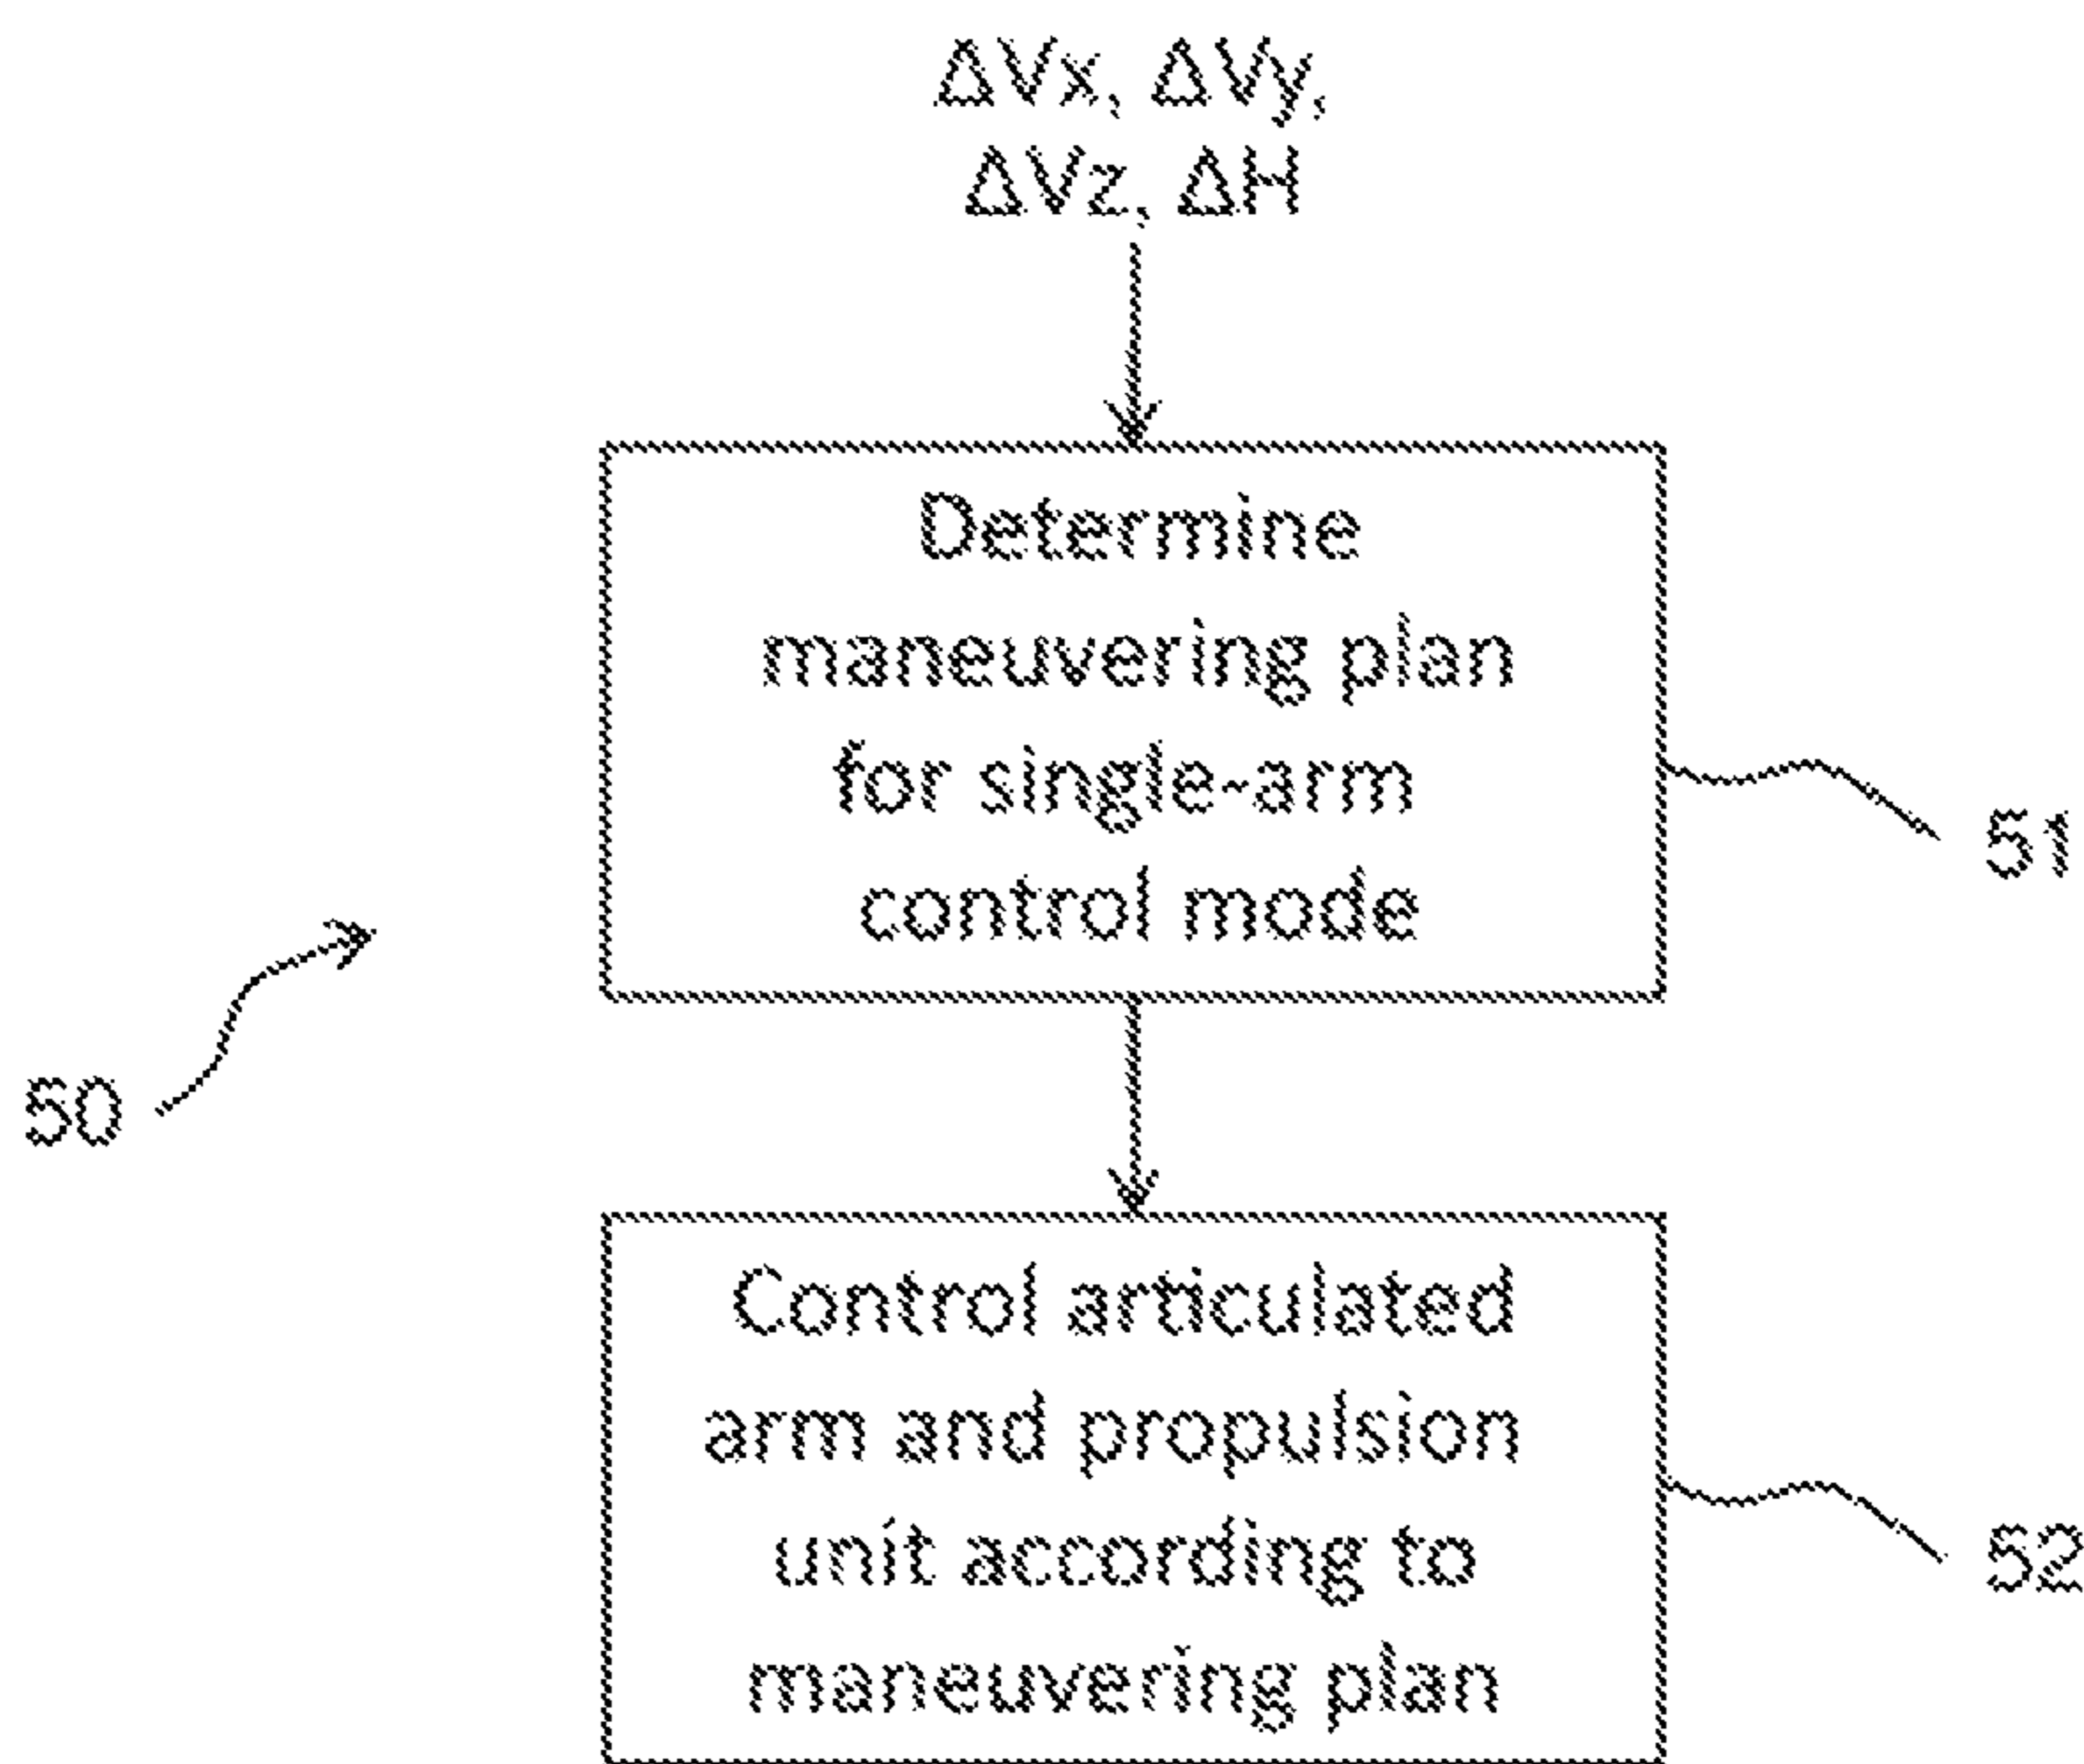 ΔVx, ΔVy,
ΔVz, ΔH
Determine
maneuvering plan
for single-arm
control mode
51
50
Control articulated
arm and propulsion
unit according to
maneuvering plan
52